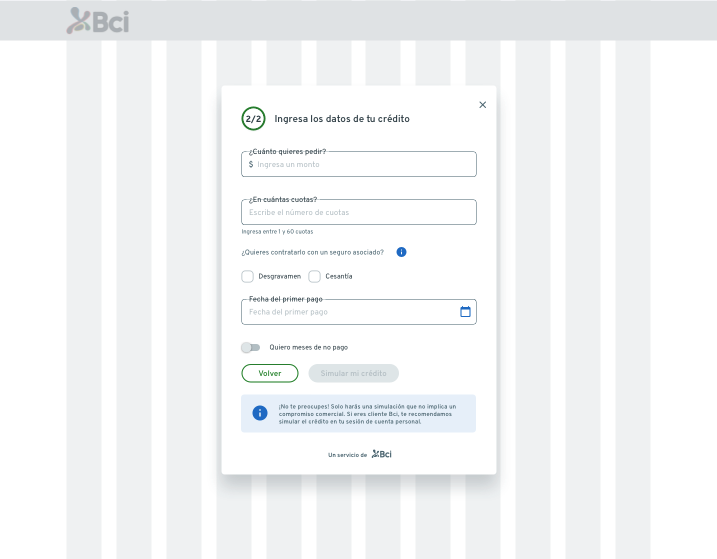 Bci
2/2 Ingresa los datos de tu crédito
¿Cuánto quieres pedir?
$ Ingresa un monto
¿En cuántas cuotas?
Escribe el número de cuotas
Ingresa entre 1 y 60 cuotas
¿Quieres contratarlo con un seguro asociado?
Desgravamen Cesantía
Fecha del primer pago
Fecha del primer pago
Quiero meses de no pago
Volver Simular mi crédito
¡No te preocupes! Solo harás una simulación que no implica un
compromiso comercial. Si eres cliente Bci, te recomendamos
simular el crédito en tu sesión de cuenta personal.
Un servicio de Bci